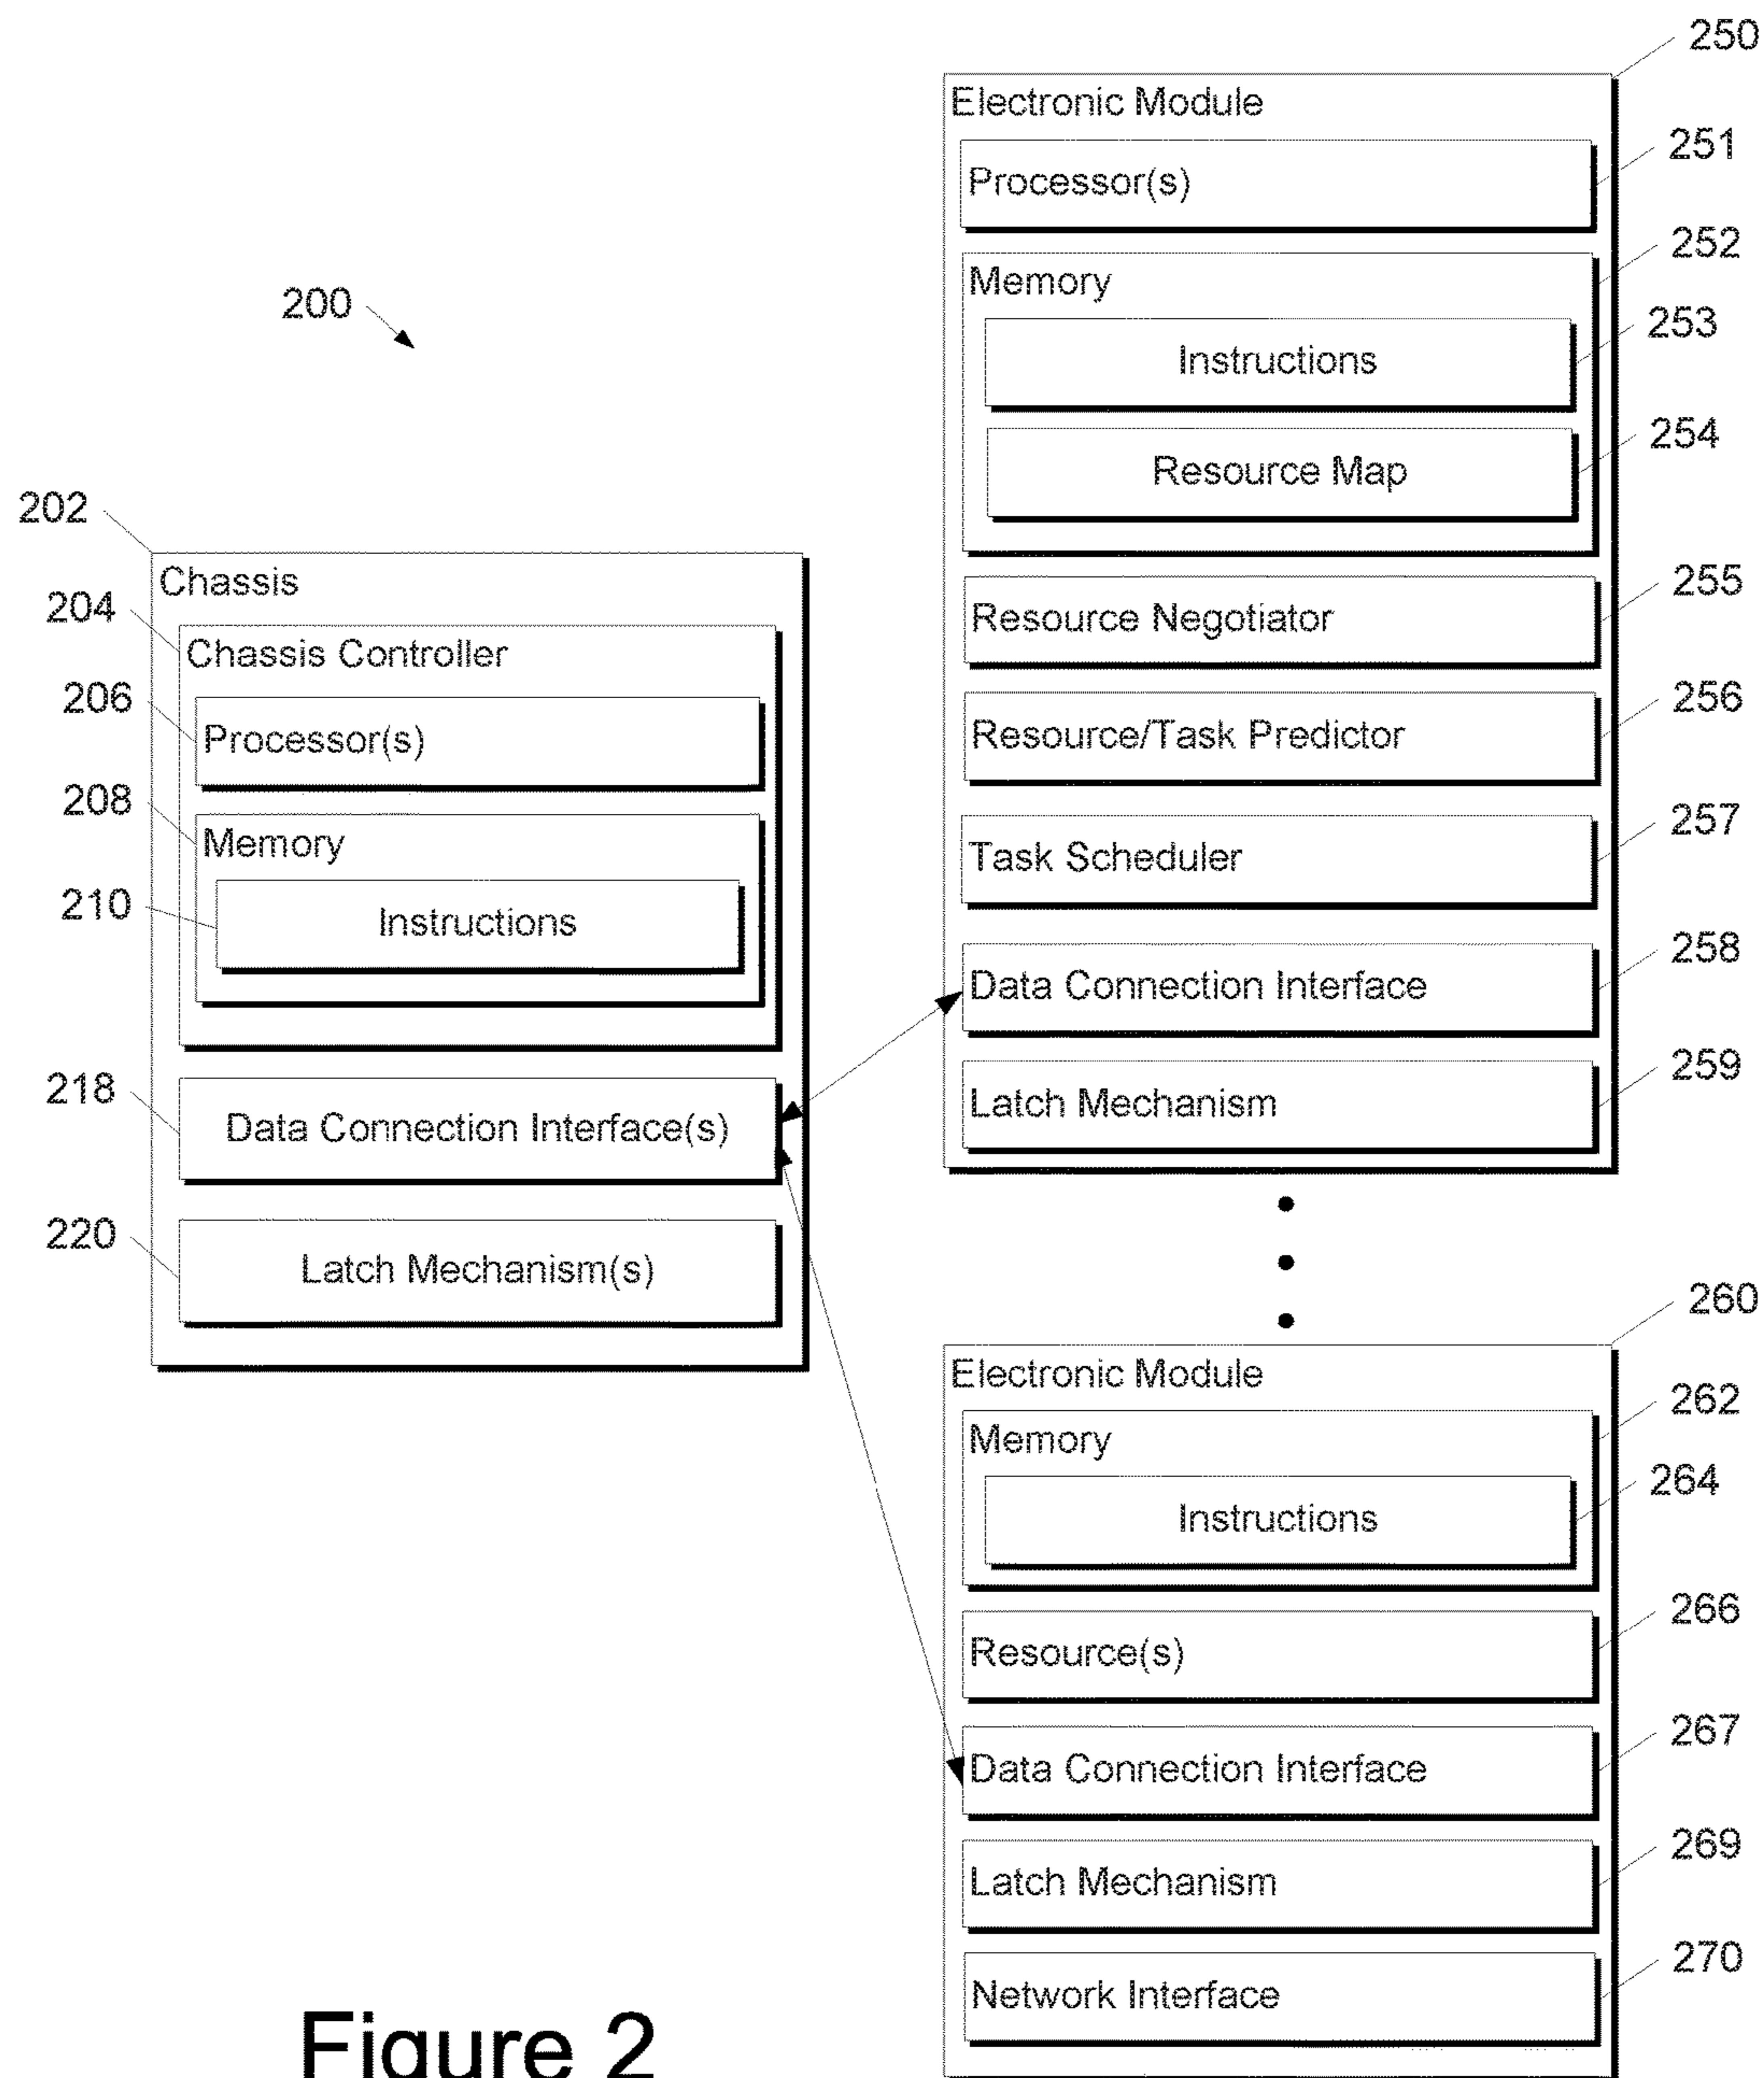 200
202
Chassis
204
Chassis Controller
206
Processor(s)
208
Memory
210
Instructions
218
Data Connection Interface(s)
220
Latch Mechanism(s)
250
Electronic Module
251
Processor(s)
252
Memory
253
Instructions
254
Resource Map
255
Resource Negotiator
256
Resource/Task Predictor
257
Task Scheduler
258
Data Connection Interface
259
Latch Mechanism
260
Electronic Module
262
Memory
264
Instructions
266
Resource(s)
267
Data Connection Interface
269
Latch Mechanism
270
Network Interface
Figure 2